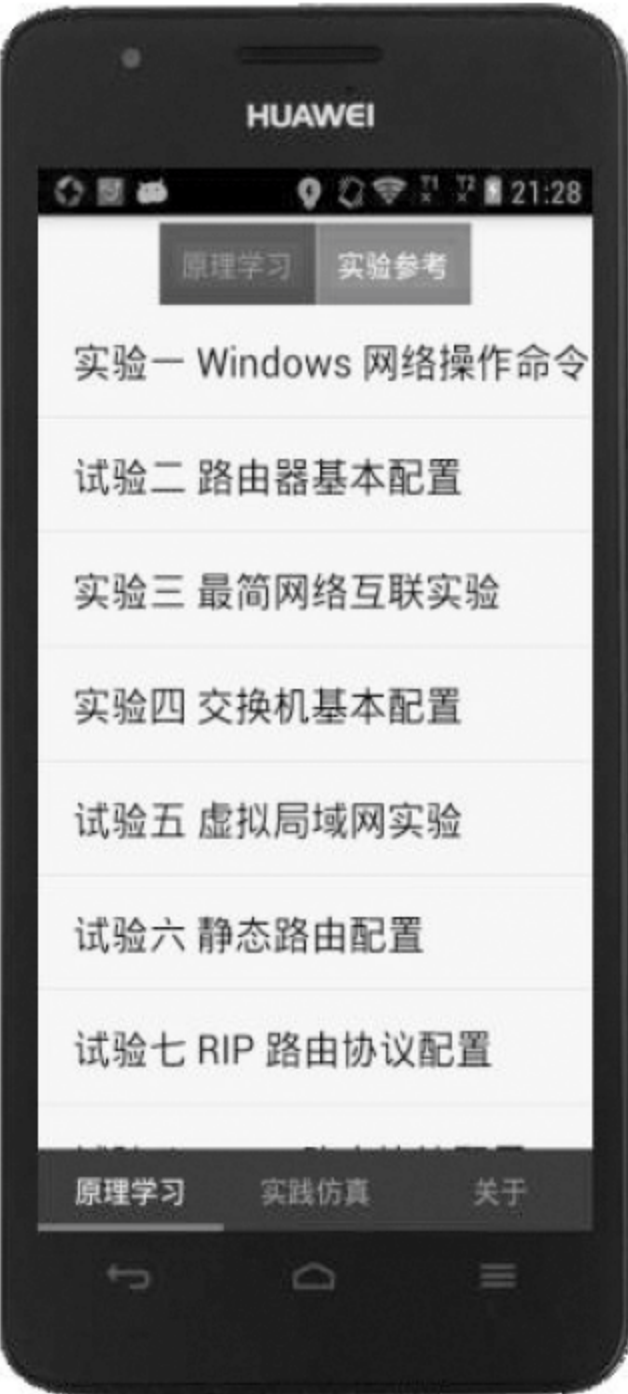 HUAWEI
T1 T2 21:28
原理学习 实验参考
实验一 Windows 网络操作命令
试验二 路由器基本配置
实验三 最简网络互联实验
实验四 交换机基本配置
试验五 虚拟局域网实验
试验六 静态路由配置
试验七 RIP 路由协议配置
原理学习 实践仿真 关于